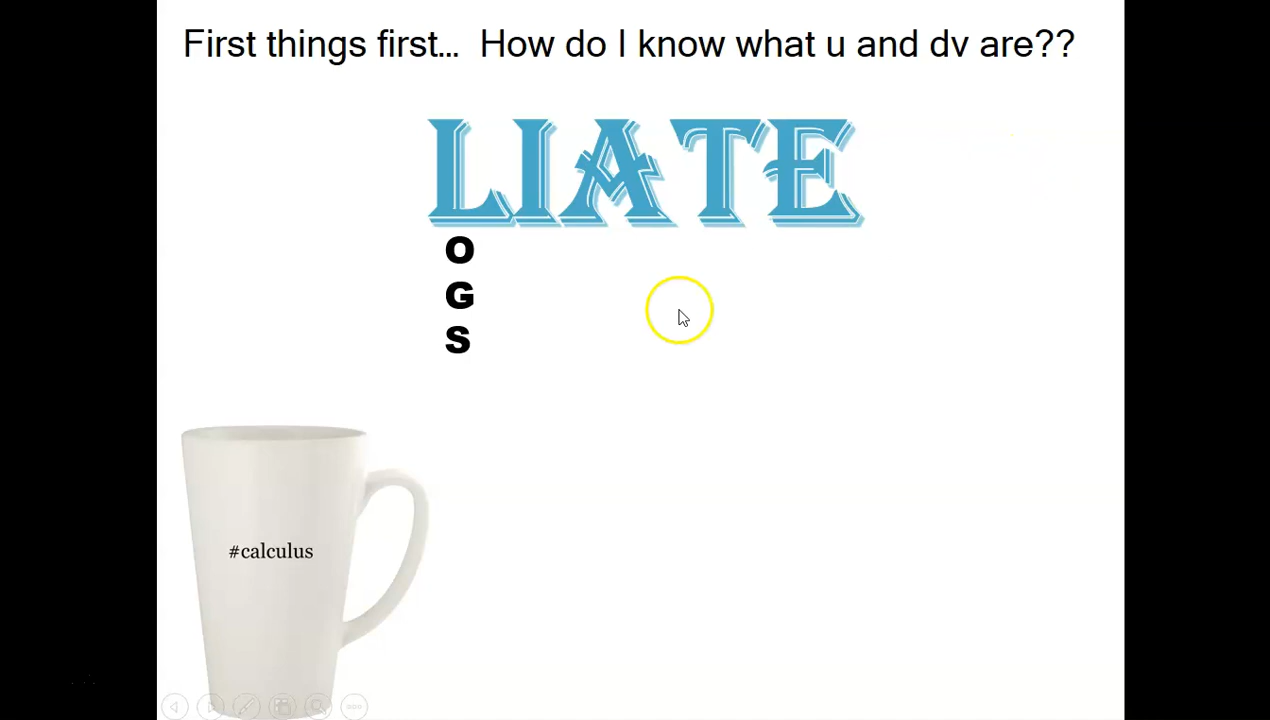 First things first… How do I know what u and dv are??
LIATE
O
G
S
#calculus